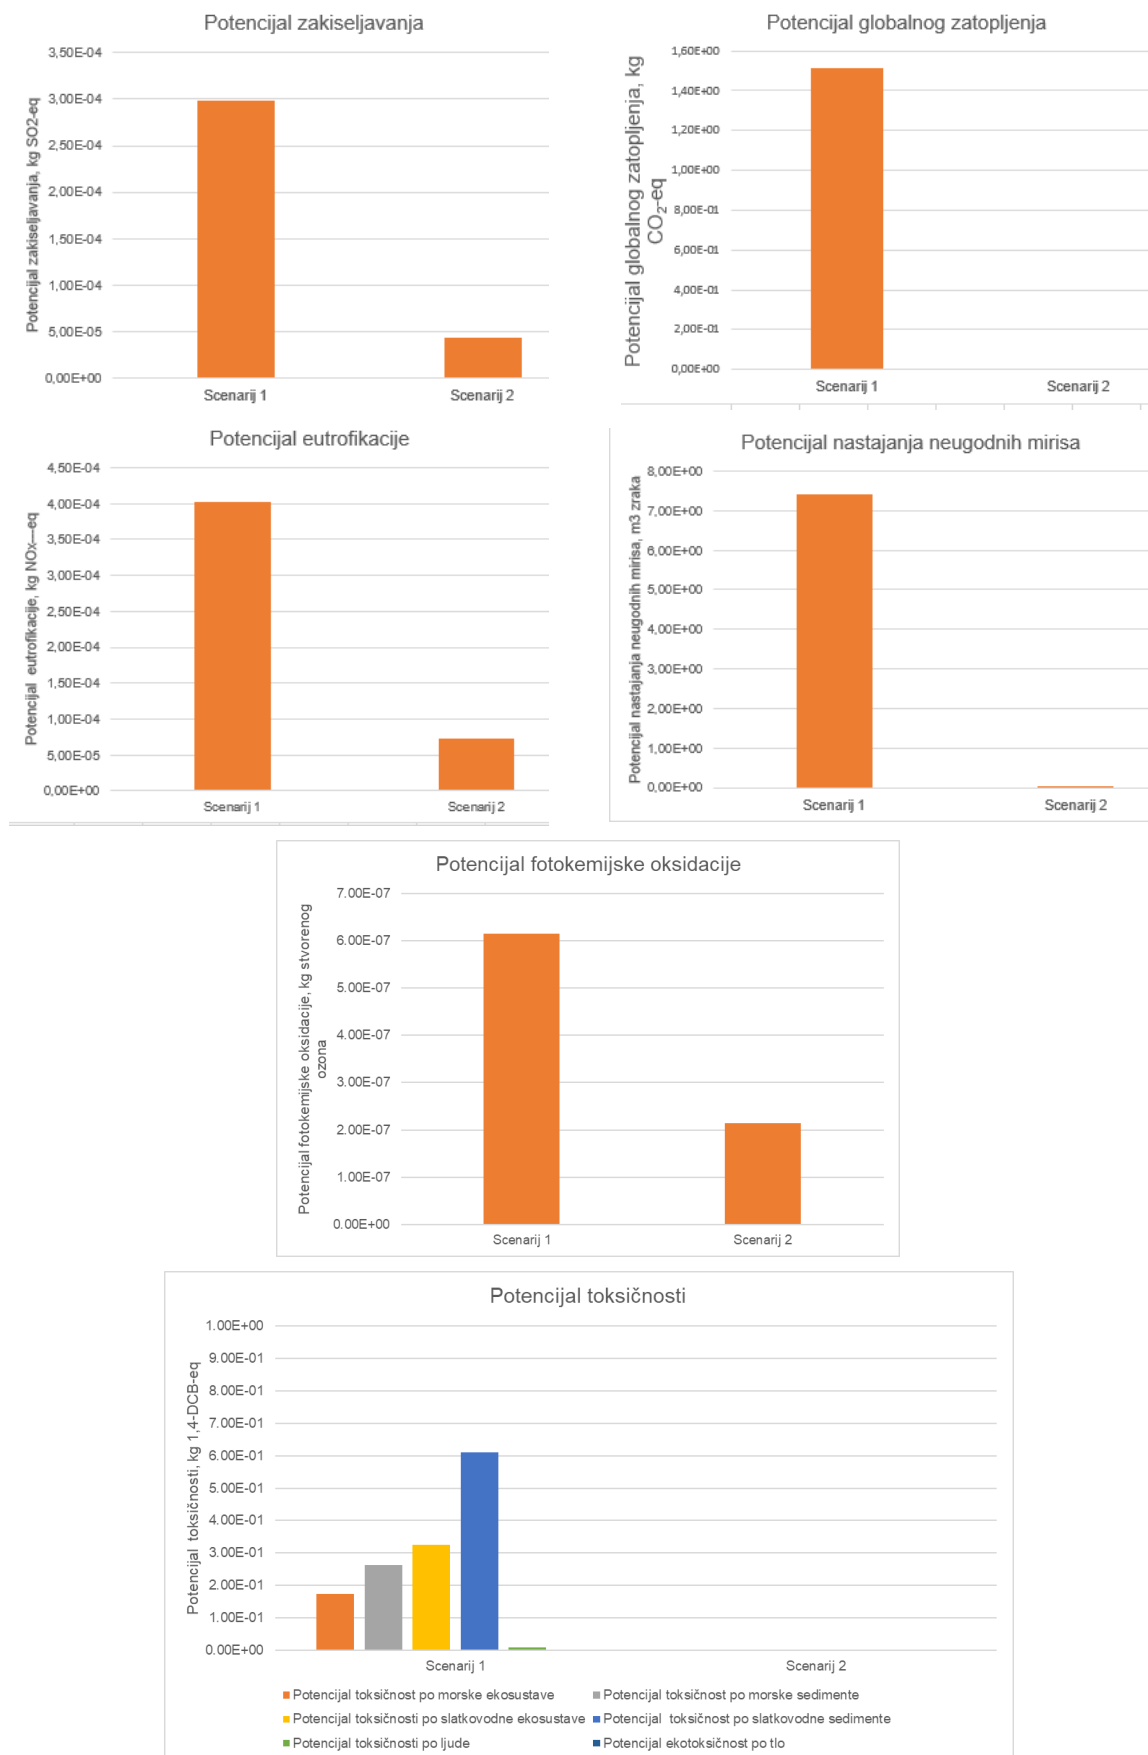 Potencijal zakiseljavanja
Potencijal zakiseljavanja, kg SO2-eq
3,50E-04
3,00E-04
2,50E-04
2,00E-04
1,50E-04
1,00E-04
5,00E-05
0,00E+00
Scenarij 1
Scenarij 2
Potencijal globalnog zatopljenja
Potencijal globalnog zatopljenja, kg
CO₂-eq
1,60E+00
1,40E+00
1,20E+00
1,00E+00
8,00E-01
6,00E-01
4,00E-01
2,00E-01
0,00E+00
Scenarij 1
Scenarij 2
Potencijal eutrofikacije
Potencijal eutrofikacije, kg NOx—eq
4,50E-04
4,00E-04
3,50E-04
3,00E-04
2,50E-04
2,00E-04
1,50E-04
1,00E-04
5,00E-05
0,00E+00
Scenarij 1
Scenarij 2
Potencijal nastajanja neugodnih mirisa
Potencijal nastajanja neugodnih mirisa, m3 zraka
8,00E+00
7,00E+00
6,00E+00
5,00E+00
4,00E+00
3,00E+00
2,00E+00
1,00E+00
0,00E+00
Scenarij 1
Scenarij 2
Potencijal fotokemijske oksidacije
Potencijal fotokemijske oksidacije, kg stvorenog
ozona
7.00E-07
6.00E-07
5.00E-07
4.00E-07
3.00E-07
2.00E-07
1.00E-07
0.00E+00
Scenarij 1
Scenarij 2
Potencijal toksičnosti
Potencijal toksičnosti, kg 1,4-DCB-eq
1.00E+00
9.00E-01
8.00E-01
7.00E-01
6.00E-01
5.00E-01
4.00E-01
3.00E-01
2.00E-01
1.00E-01
0.00E+00
Scenarij 1
Scenarij 2
Potencijal toksičnost po morske ekosustave
Potencijal toksičnost po morske sedimente
Potencijal toksičnosti po slatkovodne ekosustave
Potencijal toksičnost po slatkovodne sedimente
Potencijal toksičnosti po ljude
Potencijal ekotoksičnost po tlo